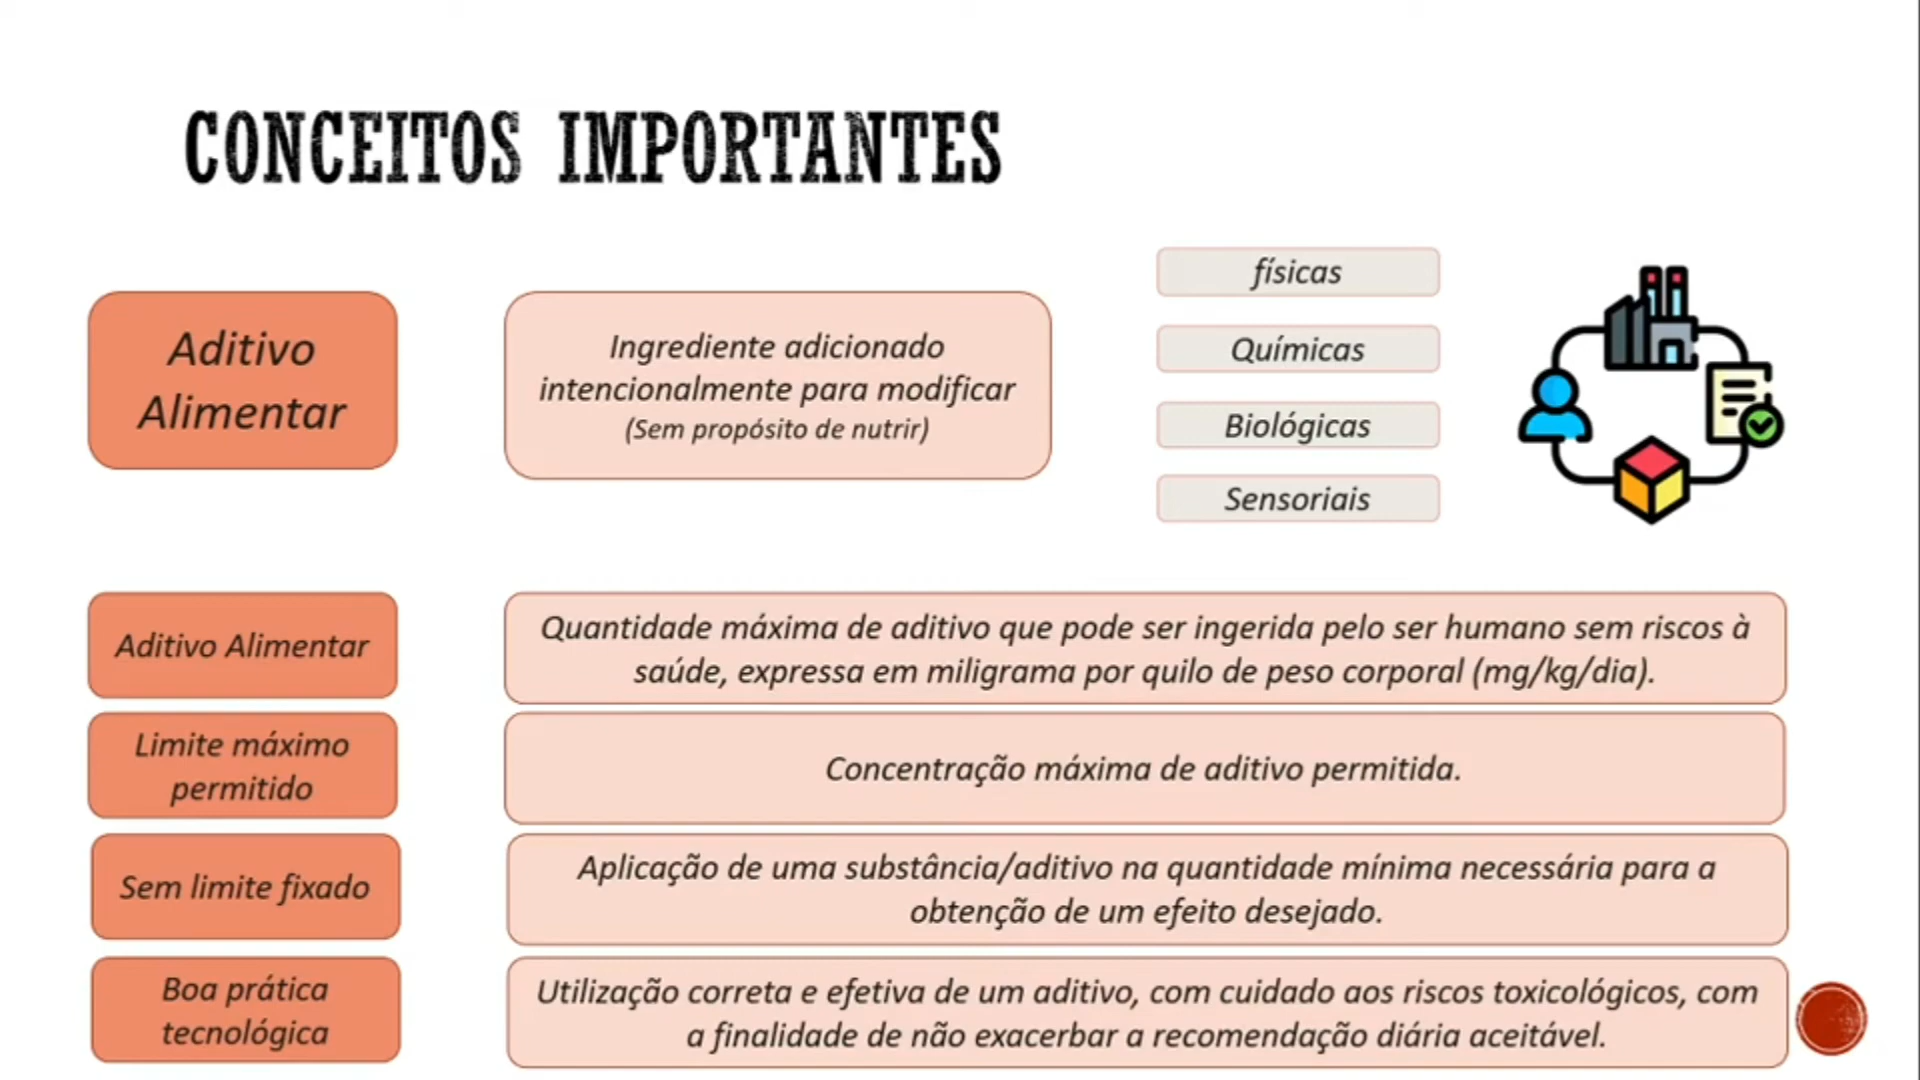 CONCEITOS IMPORTANTES
Aditivo
Alimentar
Ingrediente adicionado
intencionalmente para modificar
(Sem propósito de nutrir)
físicas
Químicas
Biológicas
Sensoriais
Aditivo Alimentar
Quantidade máxima de aditivo que pode ser ingerida pelo ser humano sem riscos à
saúde, expressa em miligrama por quilo de peso corporal (mg/kg/dia).
Limite máximo
permitido
Concentração máxima de aditivo permitida.
Sem limite fixado
Aplicação de uma substância/aditivo na quantidade mínima necessária para a
obtenção de um efeito desejado.
Boa prática
tecnológica
Utilização correta e efetiva de um aditivo, com cuidado aos riscos toxicológicos, com
a finalidade de não exacerbar a recomendação diária aceitável.